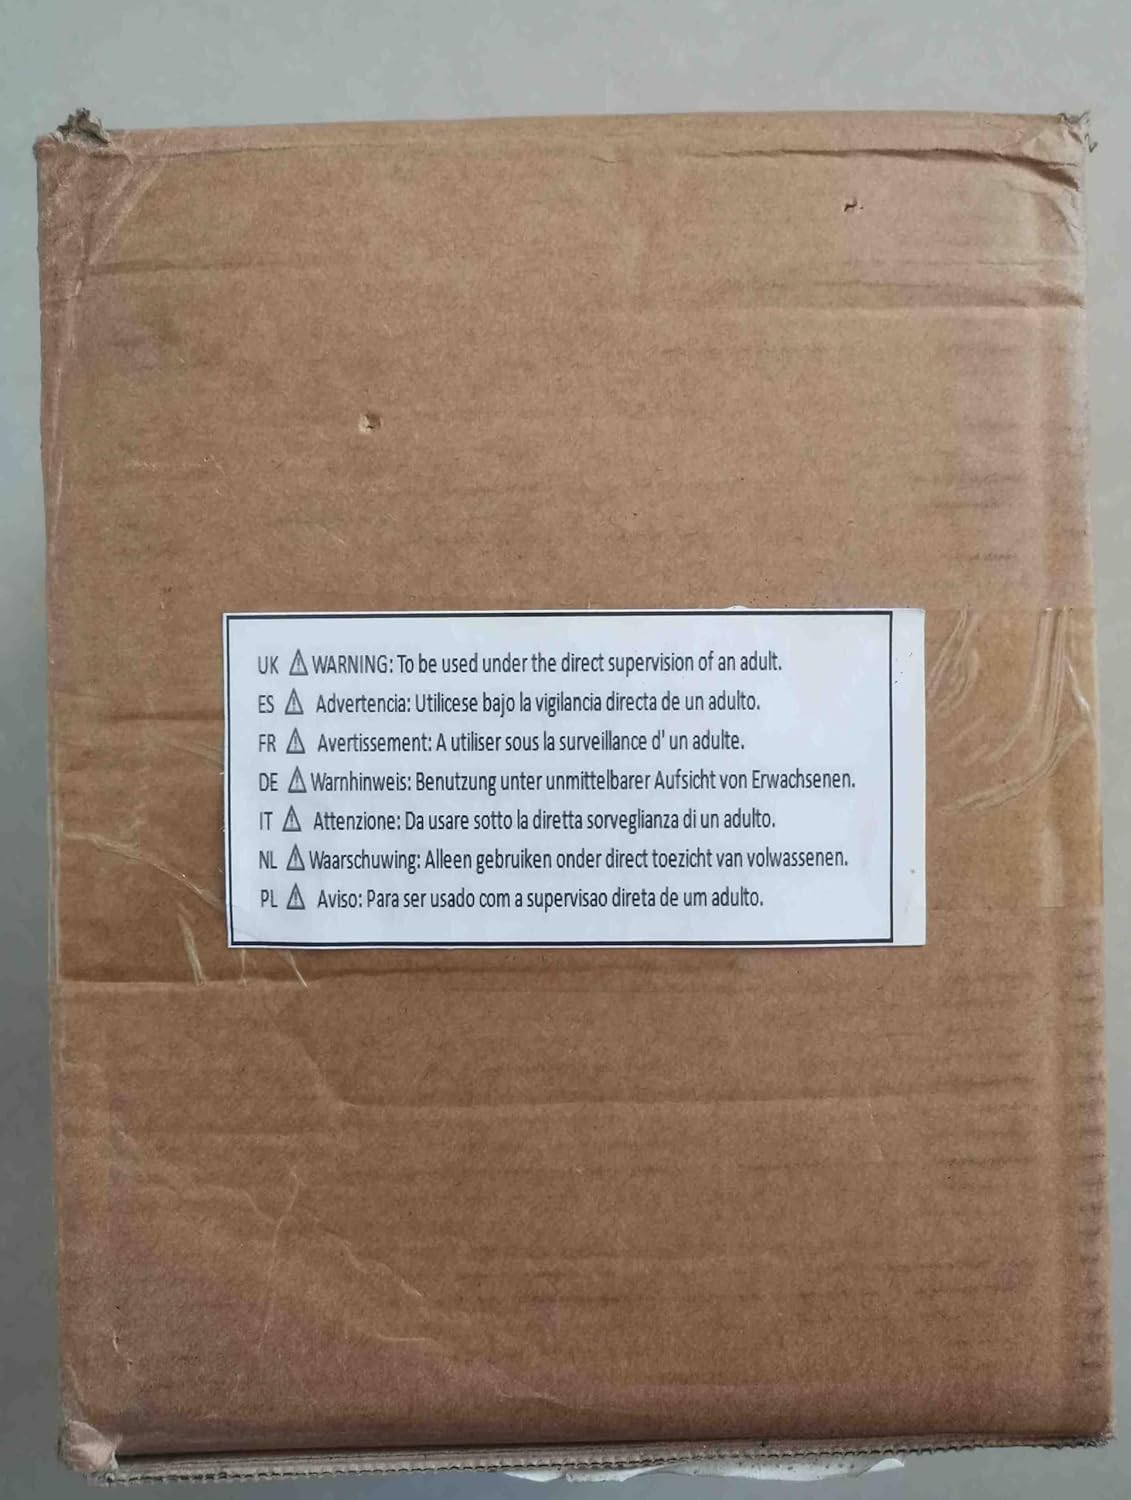 UK ⚠ WARNING: To be used under the direct supervision of an adult.
ES ⚠ Advertencia: Utilicese bajo la vigilancia directa de un adulto.
FR ⚠ Avertissement: A utiliser sous la surveillance d' un adulte.
DE ⚠ Warnhinweis: Benutzung unter unmittelbarer Aufsicht von Erwachsenen.
IT ⚠ Attenzione: Da usare sotto la diretta sorveglianza di un adulto.
NL ⚠ Waarschuwing: Alleen gebruiken onder direct toezicht van volwassenen.
PL ⚠ Aviso: Para ser usado com a supervisao direta de um adulto.